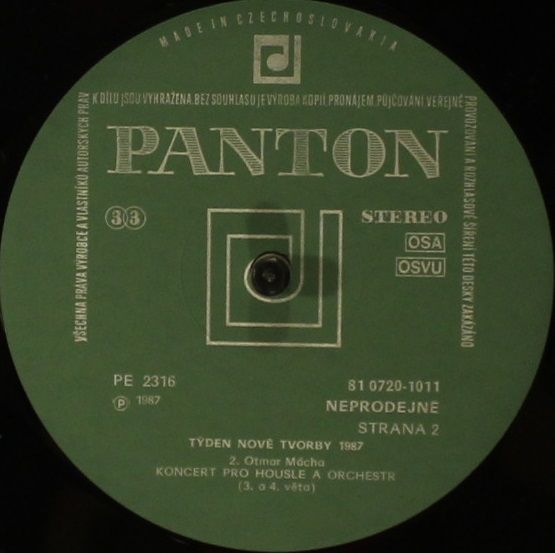 MADE IN CZECHOSLOVAKIA
VŠECHNA PRÁVA VÝROBCE A VLASTNÍKŮ AUTORSKÝCH PRÁV
K DÍLU JSOU VYHRAŽENA. BEZ SOUHLASU JE VÝROBA KOPIÍ, PRONÁJEM, PŮJČOVÁNÍ, VEŘEJNÉ
PROVOZOVÁNÍ A ROZHLASOVÉ ŠÍŘENÍ TÉTO DESKY ZAKÁZÁNO
PANTON
33
STEREO
OSA
OSVU
PE 2316
℗ 1987
81 0720-1011
NEPRODEJNÉ
STRANA 2
TÝDEN NOVÉ TVORBY 1987
2. Otmar Mácha
KONCERT PRO HOUSLE A ORCHESTR
(3. a 4. věta)